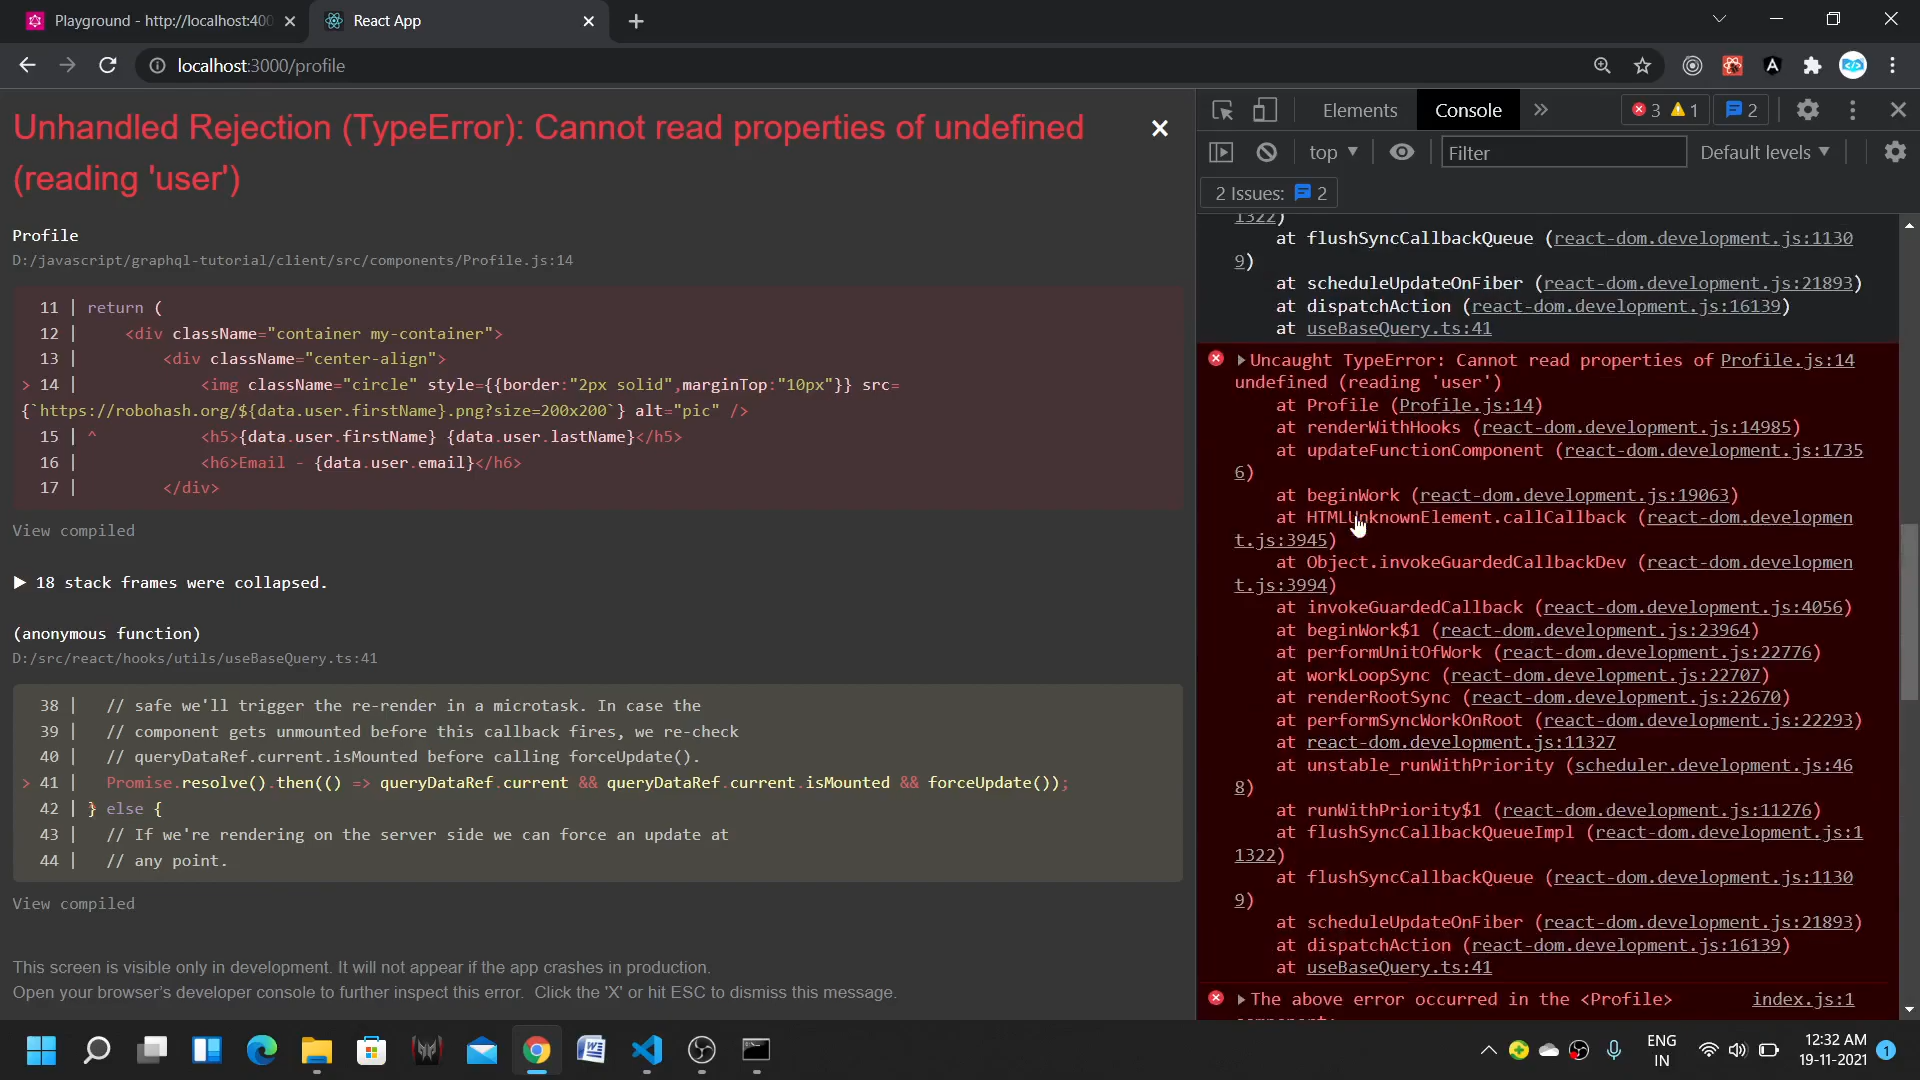 Playground - http://localhost:400
React App
localhost:3000/profile
Unhandled Rejection (TypeError): Cannot read properties of undefined
(reading 'user')
Profile
D:/javascript/graphql-tutorial/client/src/components/Profile.js:14
11 | return (
12 | <div className="container my-container">
13 | <div className="center-align">
> 14 | <img className="circle" style={{border:"2px solid",marginTop:"10px"}} src=
{`https://robohash.org/${data.user.firstName}.png?size=200x200`} alt="pic" />
15 | ^ <h5>{data.user.firstName} {data.user.lastName}</h5>
16 | <h6>Email - {data.user.email}</h6>
17 | </div>
View compiled
▶ 18 stack frames were collapsed.
(anonymous function)
D:/src/react/hooks/utils/useBaseQuery.ts:41
38 | // safe we'll trigger the re-render in a microtask. In case the
39 | // component gets unmounted before this callback fires, we re-check
40 | // queryDataRef.current.isMounted before calling forceUpdate().
> 41 | Promise.resolve().then(() => queryDataRef.current && queryDataRef.current.isMounted && forceUpdate());
42 | } else {
43 | // If we're rendering on the server side we can force an update at
44 | // any point.
View compiled
This screen is visible only in development. It will not appear if the app crashes in production.
Open your browser's developer console to further inspect this error. Click the 'X' or hit ESC to dismiss this message.
Elements
Console
3
1
2
top
Filter
Default levels
2 Issues: 2
1322)
at flushSyncCallbackQueue (react-dom.development.js:1130
9)
at scheduleUpdateOnFiber (react-dom.development.js:21893)
at dispatchAction (react-dom.development.js:16139)
at useBaseQuery.ts:41
Uncaught TypeError: Cannot read properties of Profile.js:14
undefined (reading 'user')
at Profile (Profile.js:14)
at renderWithHooks (react-dom.development.js:14985)
at updateFunctionComponent (react-dom.development.js:1735
6)
at beginWork (react-dom.development.js:19063)
at HTMLUnknownElement.callCallback (react-dom.developmen
t.js:3945)
at Object.invokeGuardedCallbackDev (react-dom.developmen
t.js:3994)
at invokeGuardedCallback (react-dom.development.js:4056)
at beginWork$1 (react-dom.development.js:23964)
at performUnitOfWork (react-dom.development.js:22776)
at workLoopSync (react-dom.development.js:22707)
at renderRootSync (react-dom.development.js:22670)
at performSyncWorkOnRoot (react-dom.development.js:22293)
at react-dom.development.js:11327
at unstable_runWithPriority (scheduler.development.js:46
8)
at runWithPriority$1 (react-dom.development.js:11276)
at flushSyncCallbackQueueImpl (react-dom.development.js:1
1322)
at flushSyncCallbackQueue (react-dom.development.js:1130
9)
at scheduleUpdateOnFiber (react-dom.development.js:21893)
at dispatchAction (react-dom.development.js:16139)
at useBaseQuery.ts:41
The above error occurred in the <Profile> index.js:1
ENG
IN
12:32 AM
19-11-2021
1